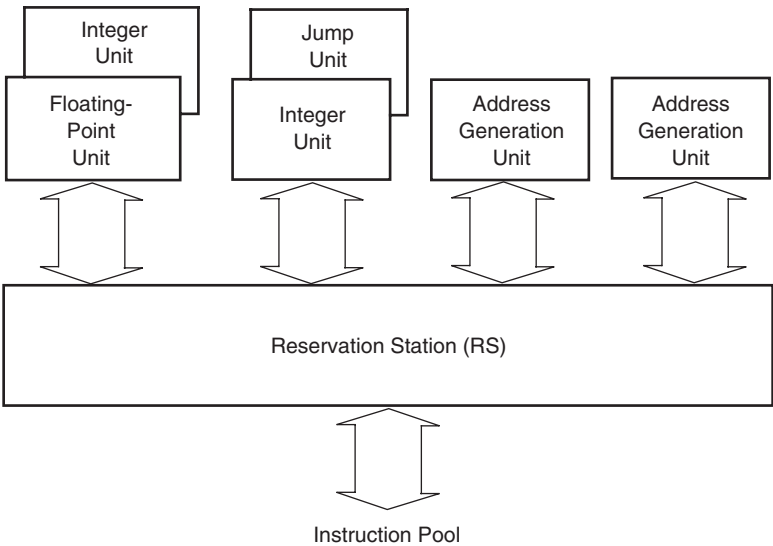 Integer
Unit
Jump
Unit
Floating-
Point
Unit
Integer
Unit
Address
Generation
Unit
Address
Generation
Unit
Reservation Station (RS)
Instruction Pool